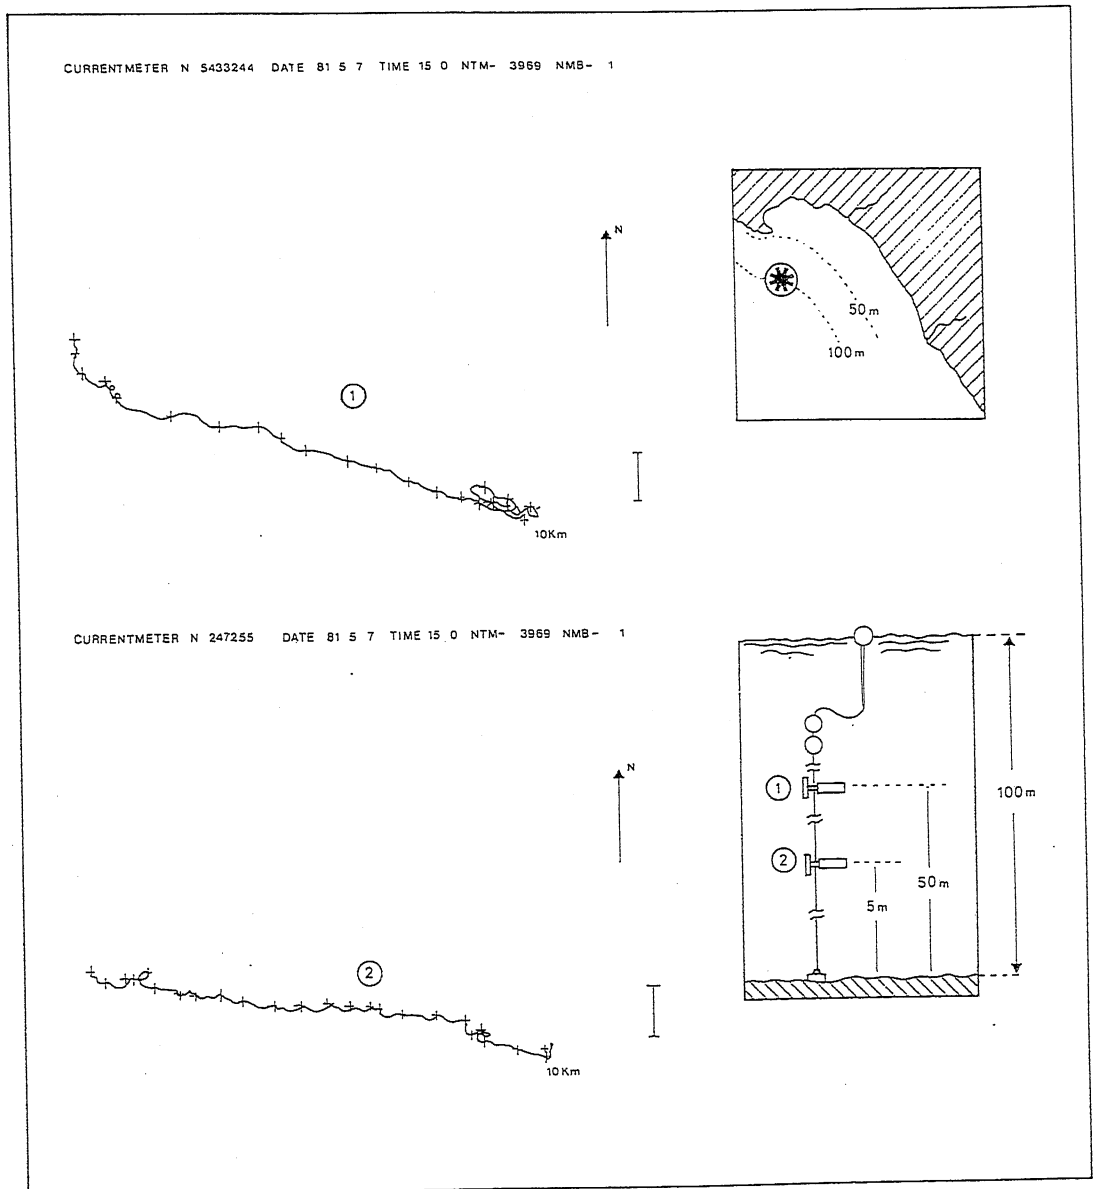 CURRENTMETER N 5433244 DATE 81 5 7 TIME 15 0 NTM- 3969 NMB- 1
N
50m
100m
1
10Km
CURRENTMETER N 247255 DATE 81 5 7 TIME 15 0 NTM- 3969 NMB- 1
N
1
100m
2
50m
5m
2
10Km